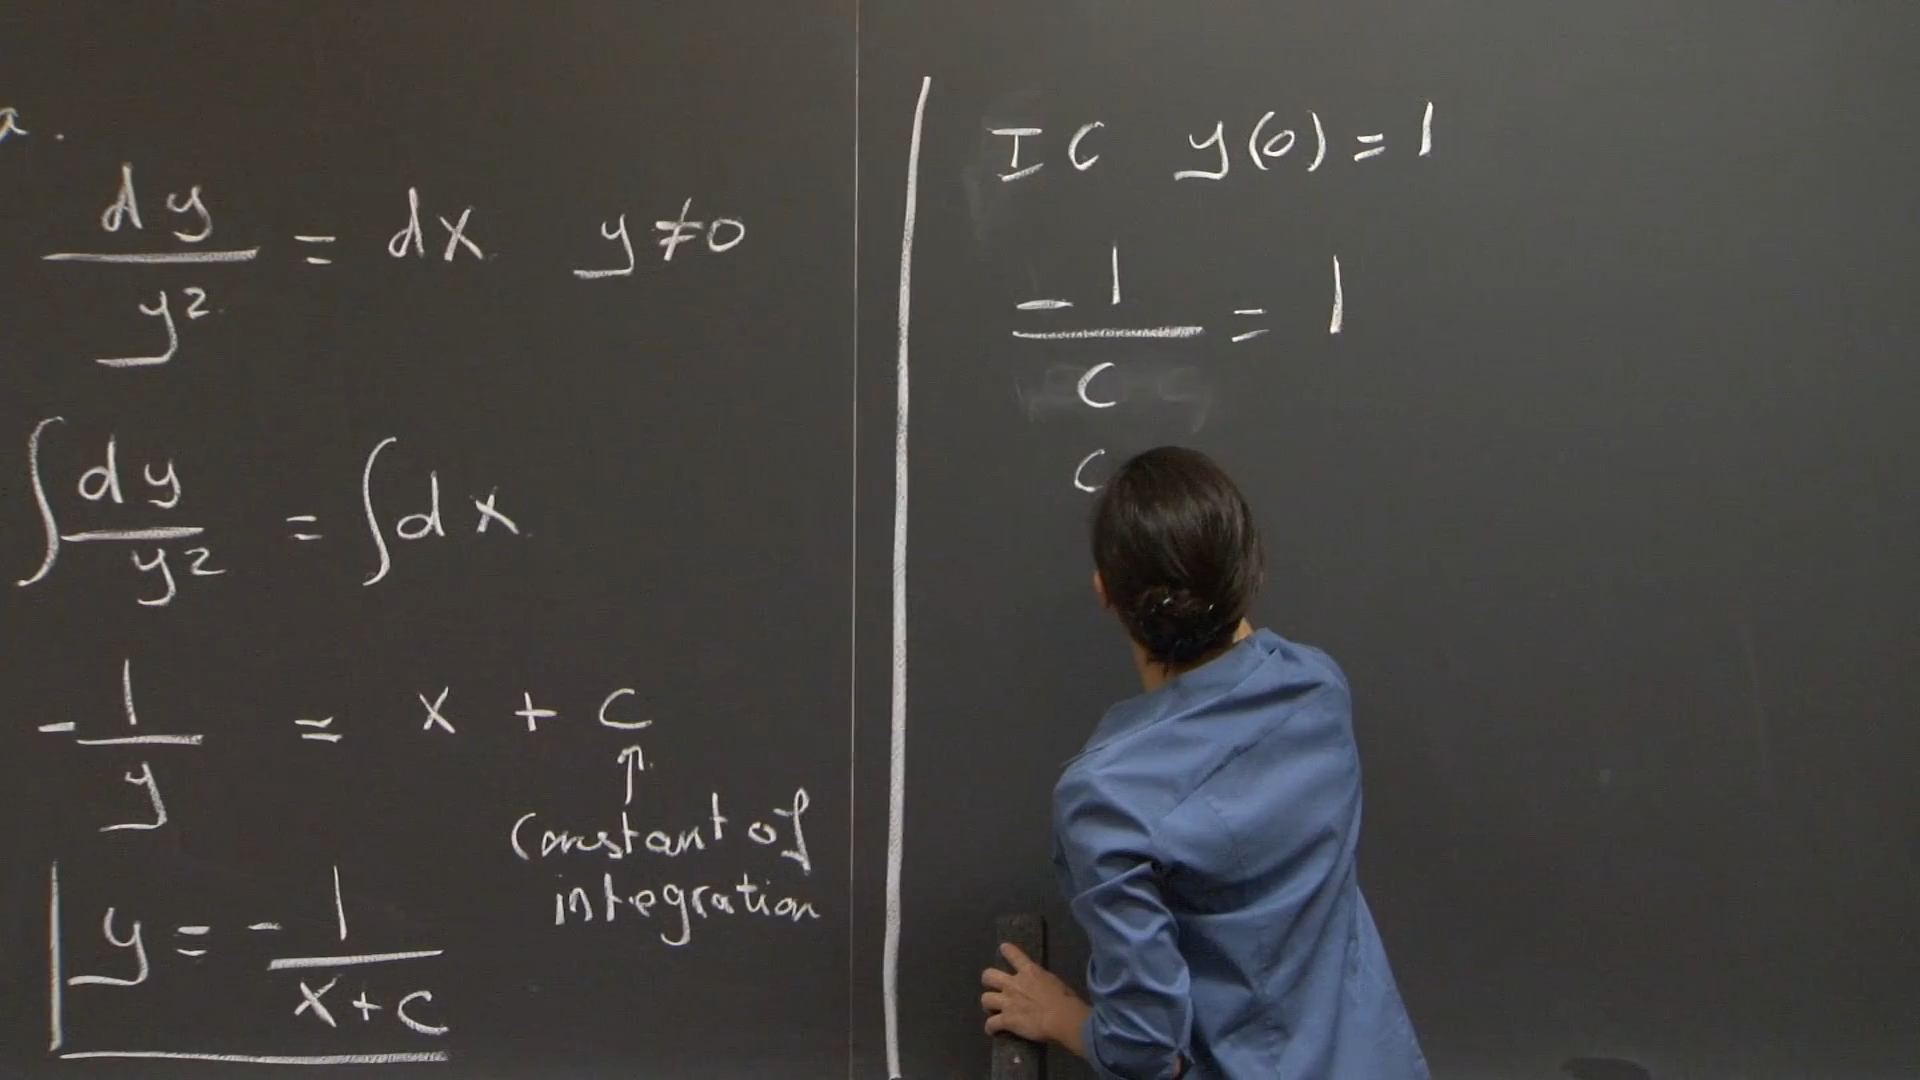 a.
dy/y² = dx y ≠ 0
∫ dy/y² = ∫ dx
-1/y = x + c
↑
constant of
integration
y = -1/(x+c)
IC y(0) = 1
-1/c = 1
c